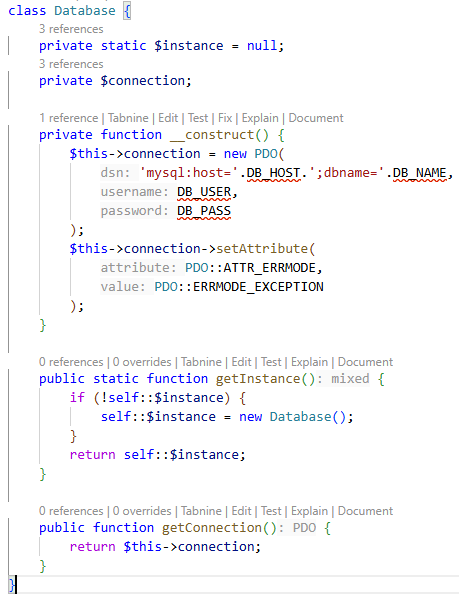 class Database {
3 references
private static $instance = null;
3 references
private $connection;
1 reference | Tabnine | Edit | Test | Fix | Explain | Document
private function __construct() {
$this->connection = new PDO(
dsn: 'mysql:host='.DB_HOST.';dbname='.DB_NAME,
username: DB_USER,
password: DB_PASS
);
$this->connection->setAttribute(
attribute: PDO::ATTR_ERRMODE,
value: PDO::ERRMODE_EXCEPTION
);
}
0 references | 0 overrides | Tabnine | Edit | Test | Explain | Document
public static function getInstance(): mixed {
if (!self::$instance) {
self::$instance = new Database();
}
return self::$instance;
}
0 references | 0 overrides | Tabnine | Edit | Test | Explain | Document
public function getConnection(): PDO {
return $this->connection;
}
}